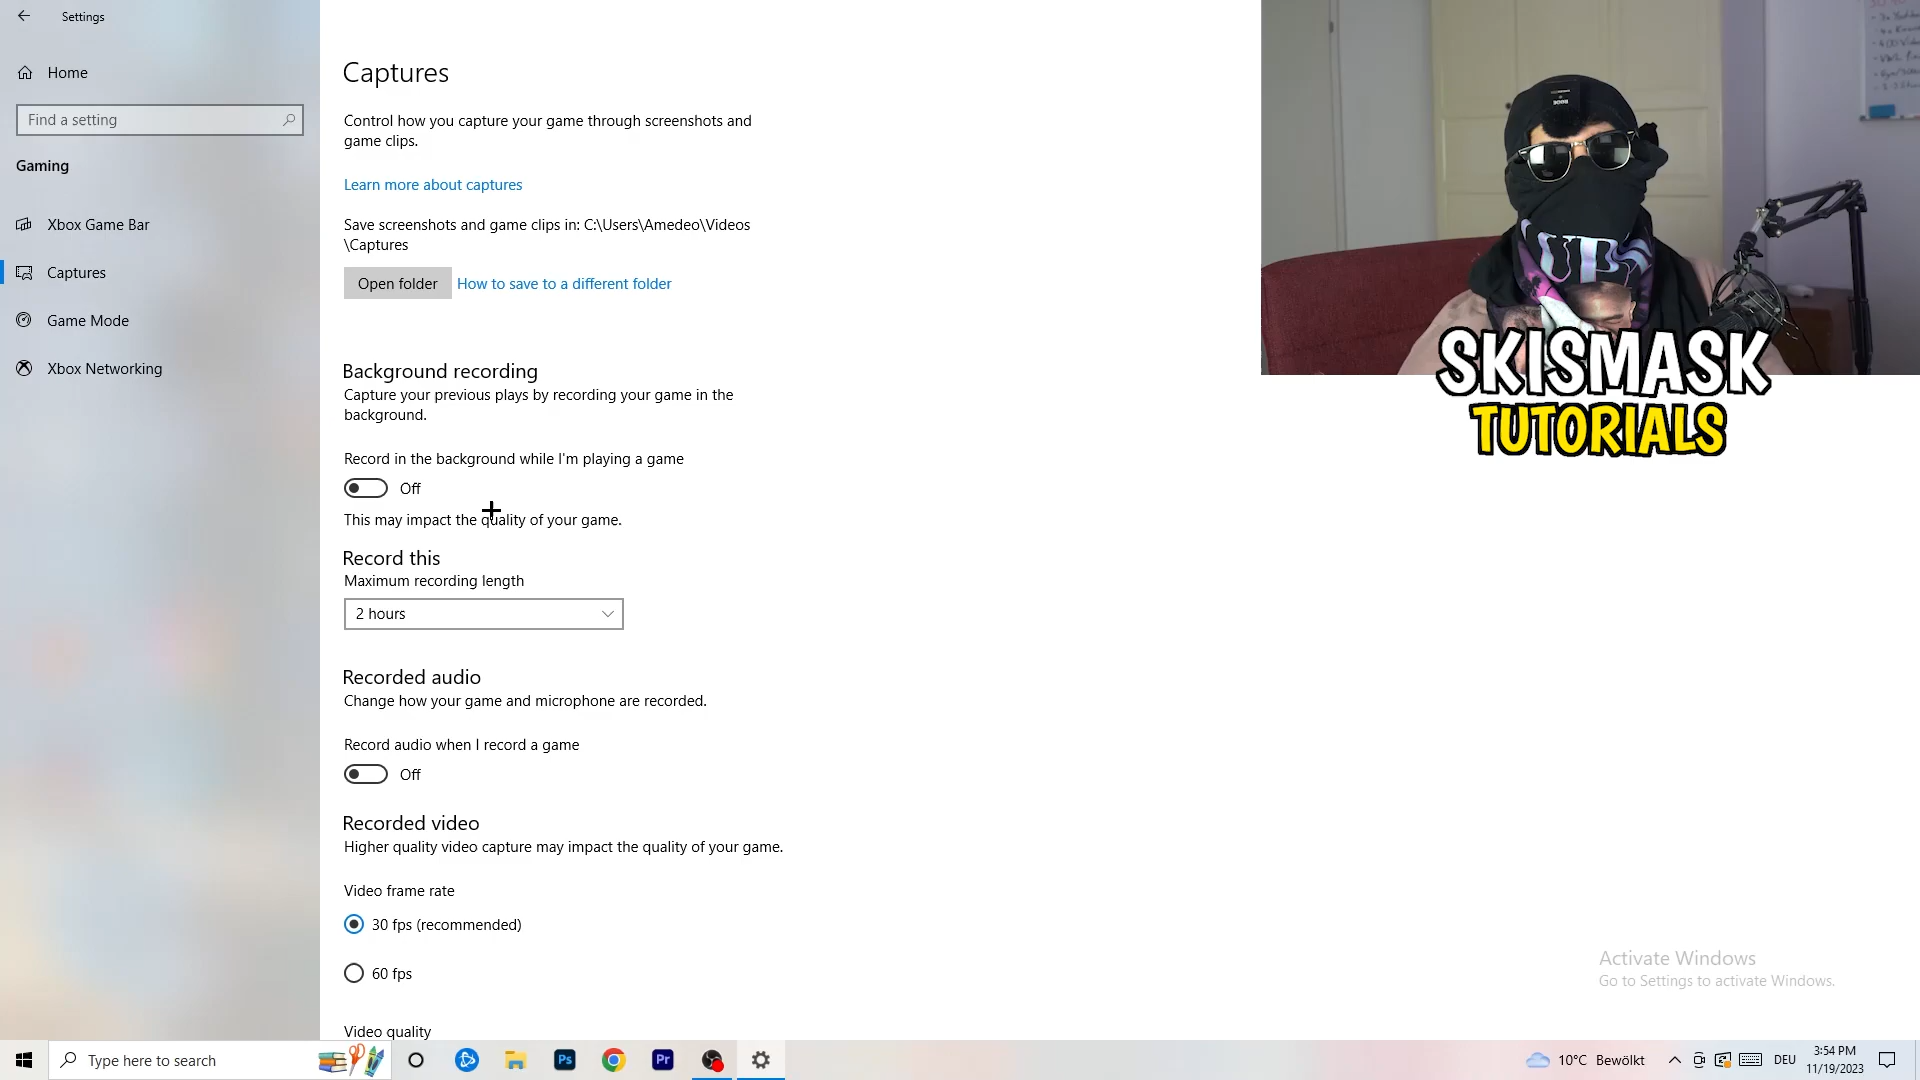 Settings
Home
Find a setting
Gaming
Xbox Game Bar
Captures
Game Mode
Xbox Networking
Captures
Control how you capture your game through screenshots and
game clips.
Learn more about captures
Save screenshots and game clips in: C:\Users\Amedeo\Videos
\Captures
Open folder How to save to a different folder
Background recording
Capture your previous plays by recording your game in the
background.
Record in the background while I'm playing a game
Off
This may impact the quality of your game.
Record this
Maximum recording length
2 hours
Recorded audio
Change how your game and microphone are recorded.
Record audio when I record a game
Off
Recorded video
Higher quality video capture may impact the quality of your game.
Video frame rate
30 fps (recommended)
60 fps
Video quality
SKISMASK
TUTORIALS
Activate Windows
Go to Settings to activate Windows.
Type here to search
Ps
Pr
10°C Bewölkt
DEU
3:54 PM
11/19/2023